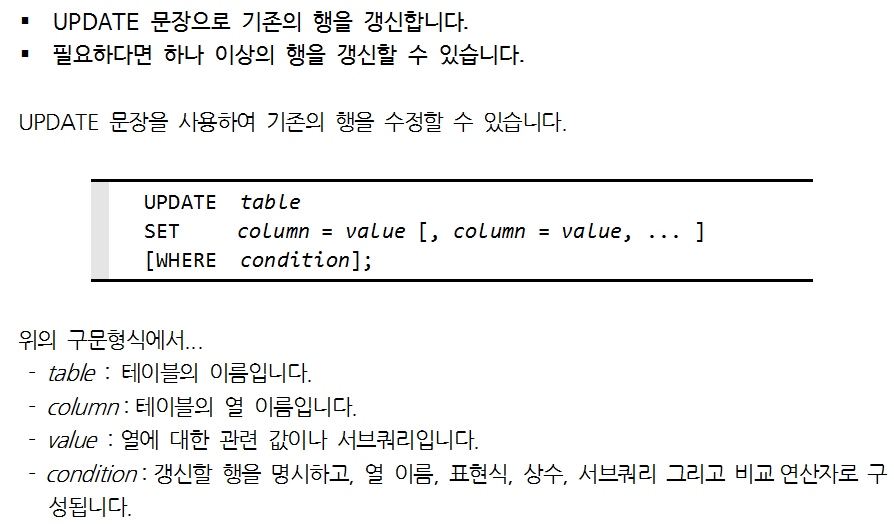 ▪ UPDATE 문장으로 기존의 행을 갱신합니다.
▪ 필요하다면 하나 이상의 행을 갱신할 수 있습니다.
UPDATE 문장을 사용하여 기존의 행을 수정할 수 있습니다.
UPDATE table
SET column = value [, column = value, ... ]
[WHERE condition];
위의 구문형식에서...
- table : 테이블의 이름입니다.
- column : 테이블의 열 이름입니다.
- value : 열에 대한 관련 값이나 서브쿼리입니다.
- condition : 갱신할 행을 명시하고, 열 이름, 표현식, 상수, 서브쿼리 그리고 비교 연산자로 구
성됩니다.